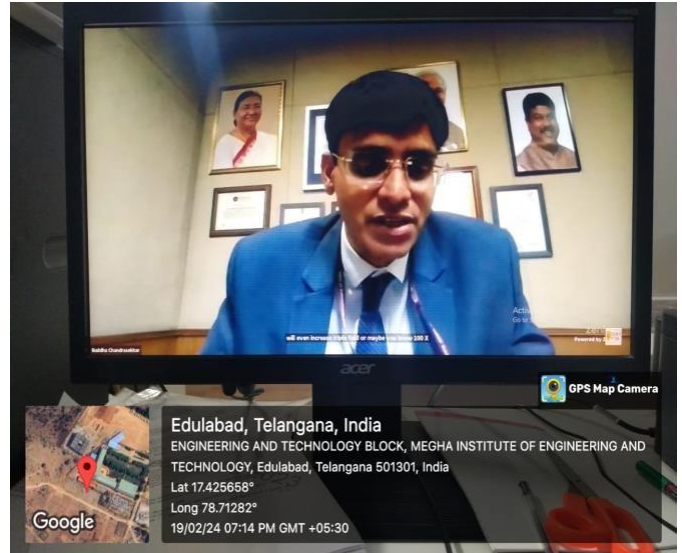 will even increase triple fold or maybe you know 100 X
Buddha Chandrasekhar
acer
GPS Map Camera
Edulabad, Telangana, India
ENGINEERING AND TECHNOLOGY BLOCK, MEGHA INSTITUTE OF ENGINEERING AND
TECHNOLOGY, Edulabad, Telangana 501301, India
Lat 17.425658°
Long 78.71282°
19/02/24 07:14 PM GMT +05:30
Google